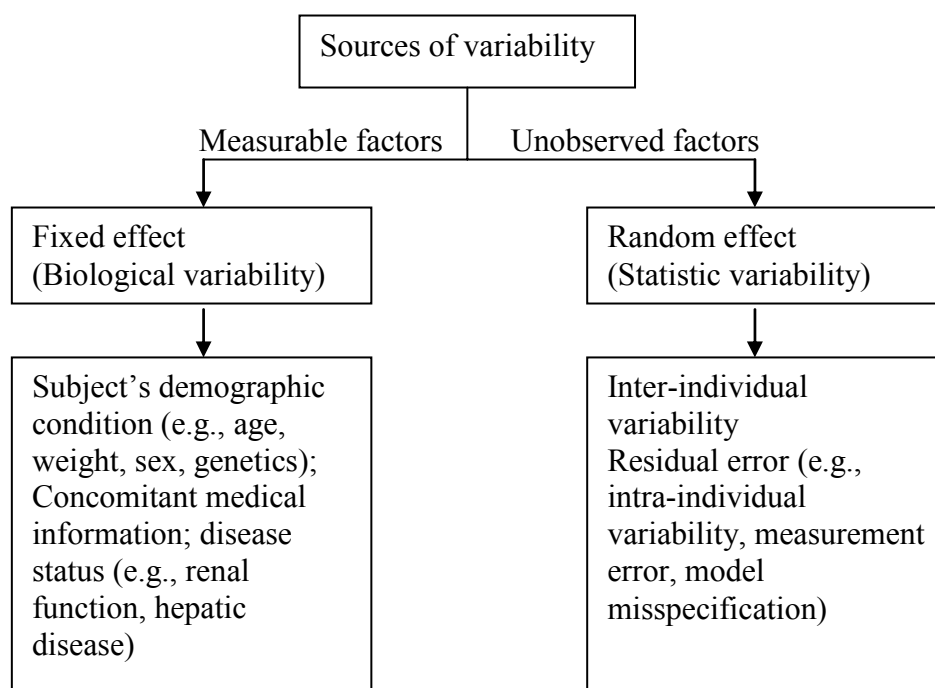 Sources of variability
Measurable factors
Unobserved factors
Fixed effect
(Biological variability)
Random effect
(Statistic variability)
Subject’s demographic
condition (e.g., age,
weight, sex, genetics);
Concomitant medical
information; disease
status (e.g., renal
function, hepatic
disease)
Inter-individual
variability
Residual error (e.g.,
intra-individual
variability, measurement
error, model
misspecification)